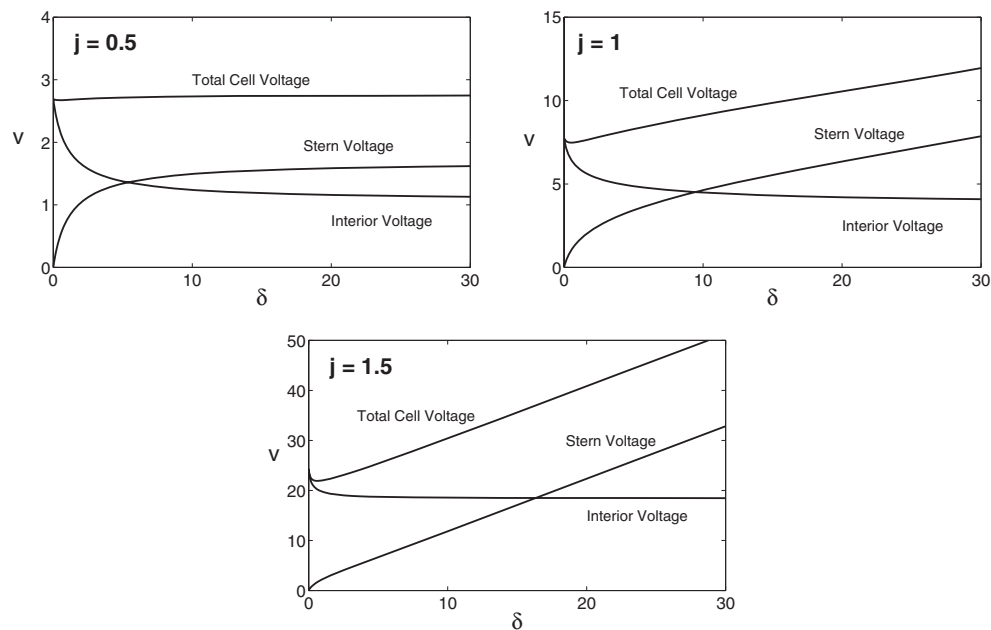 j = 0.5
4
3
2
1
0
v
Total Cell Voltage
Stern Voltage
Interior Voltage
0
10
20
30
δ
j = 1
15
10
5
0
v
Total Cell Voltage
Stern Voltage
Interior Voltage
0
10
20
30
δ
j = 1.5
50
40
30
20
10
0
v
Total Cell Voltage
Stern Voltage
Interior Voltage
0
10
20
30
δ